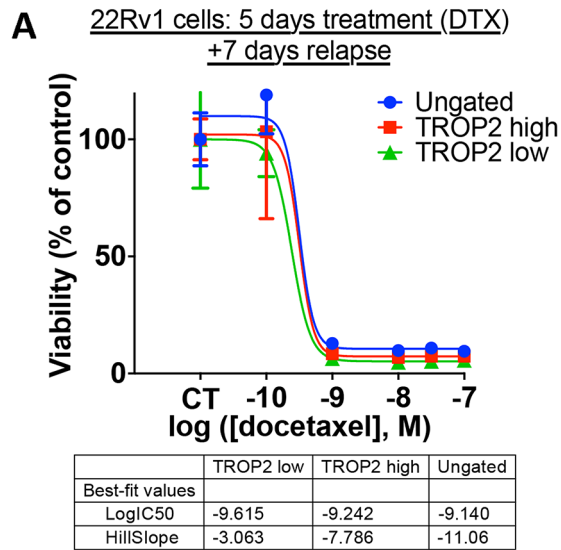 A
22Rv1 cells: 5 days treatment (DTX)
+7 days relapse
Viability (% of control)
100
50
0
Ungated
TROP2 high
TROP2 low
CT -10 -9 -8 -7
log ([docetaxel], M)
TROP2 low TROP2 high Ungated
Best-fit values
LogIC50 -9.615 -9.242 -9.140
HillSlope -3.063 -7.786 -11.06